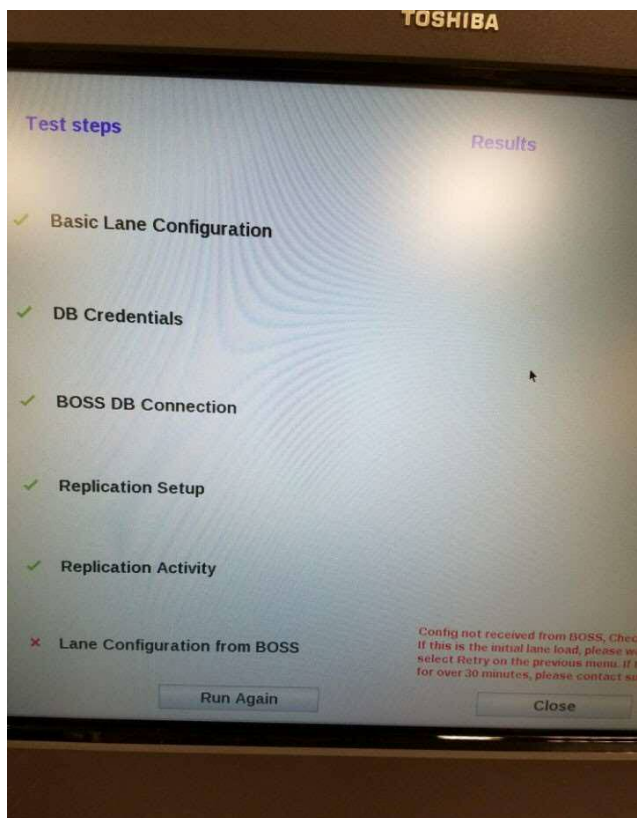 TOSHIBA
Test steps
Results
Basic Lane Configuration
DB Credentials
BOSS DB Connection
Replication Setup
Replication Activity
Lane Configuration from BOSS
Config not received from BOSS, Chec
If this is the initial lane load, please w
select Retry on the previous menu. If
for over 30 minutes, please contact
Run Again
Close